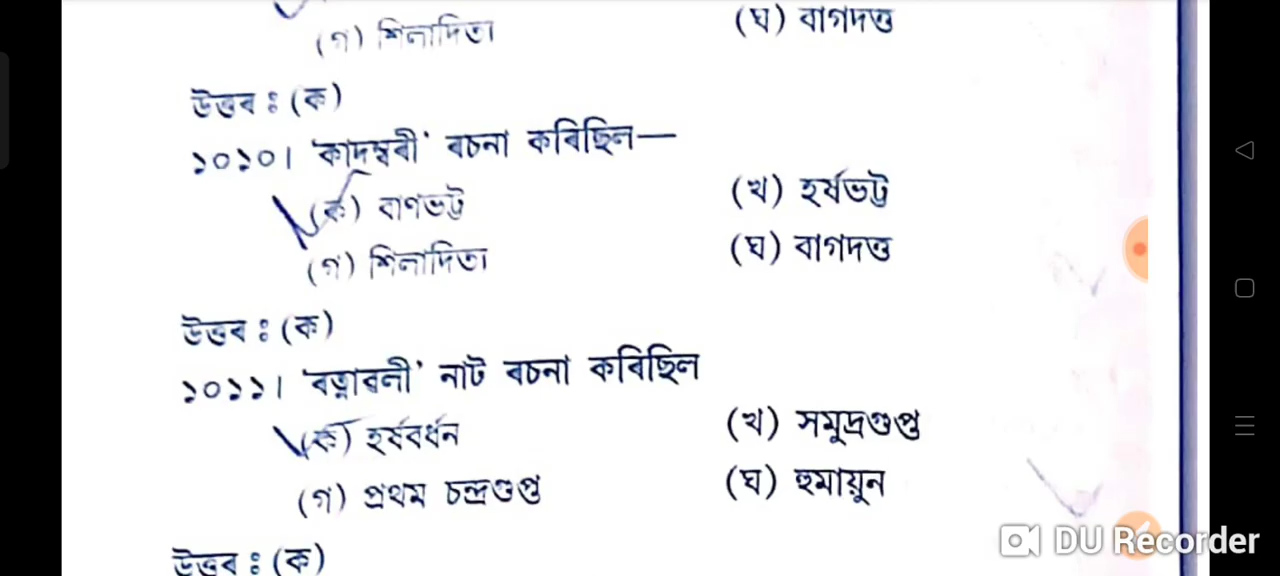 (গ) শিলাদিত্য (ঘ) বাগদত্ত
উত্তৰ : (ক)
১০১০। 'কাদম্বৰী' ৰচনা কৰিছিল—
(ক) বাণভট্ট (খ) হৰ্ষভট্ট
(গ) শিলাদিত্য (ঘ) বাগদত্ত
উত্তৰ : (ক)
১০১১। 'ৰত্নাৱলী' নাট ৰচনা কৰিছিল
(ক) হৰ্ষবৰ্ধন (খ) সমুদ্ৰগুপ্ত
(গ) প্ৰথম চন্দ্ৰগুপ্ত (ঘ) হুমায়ুন
উত্তৰ : (ক)
DU Recorder